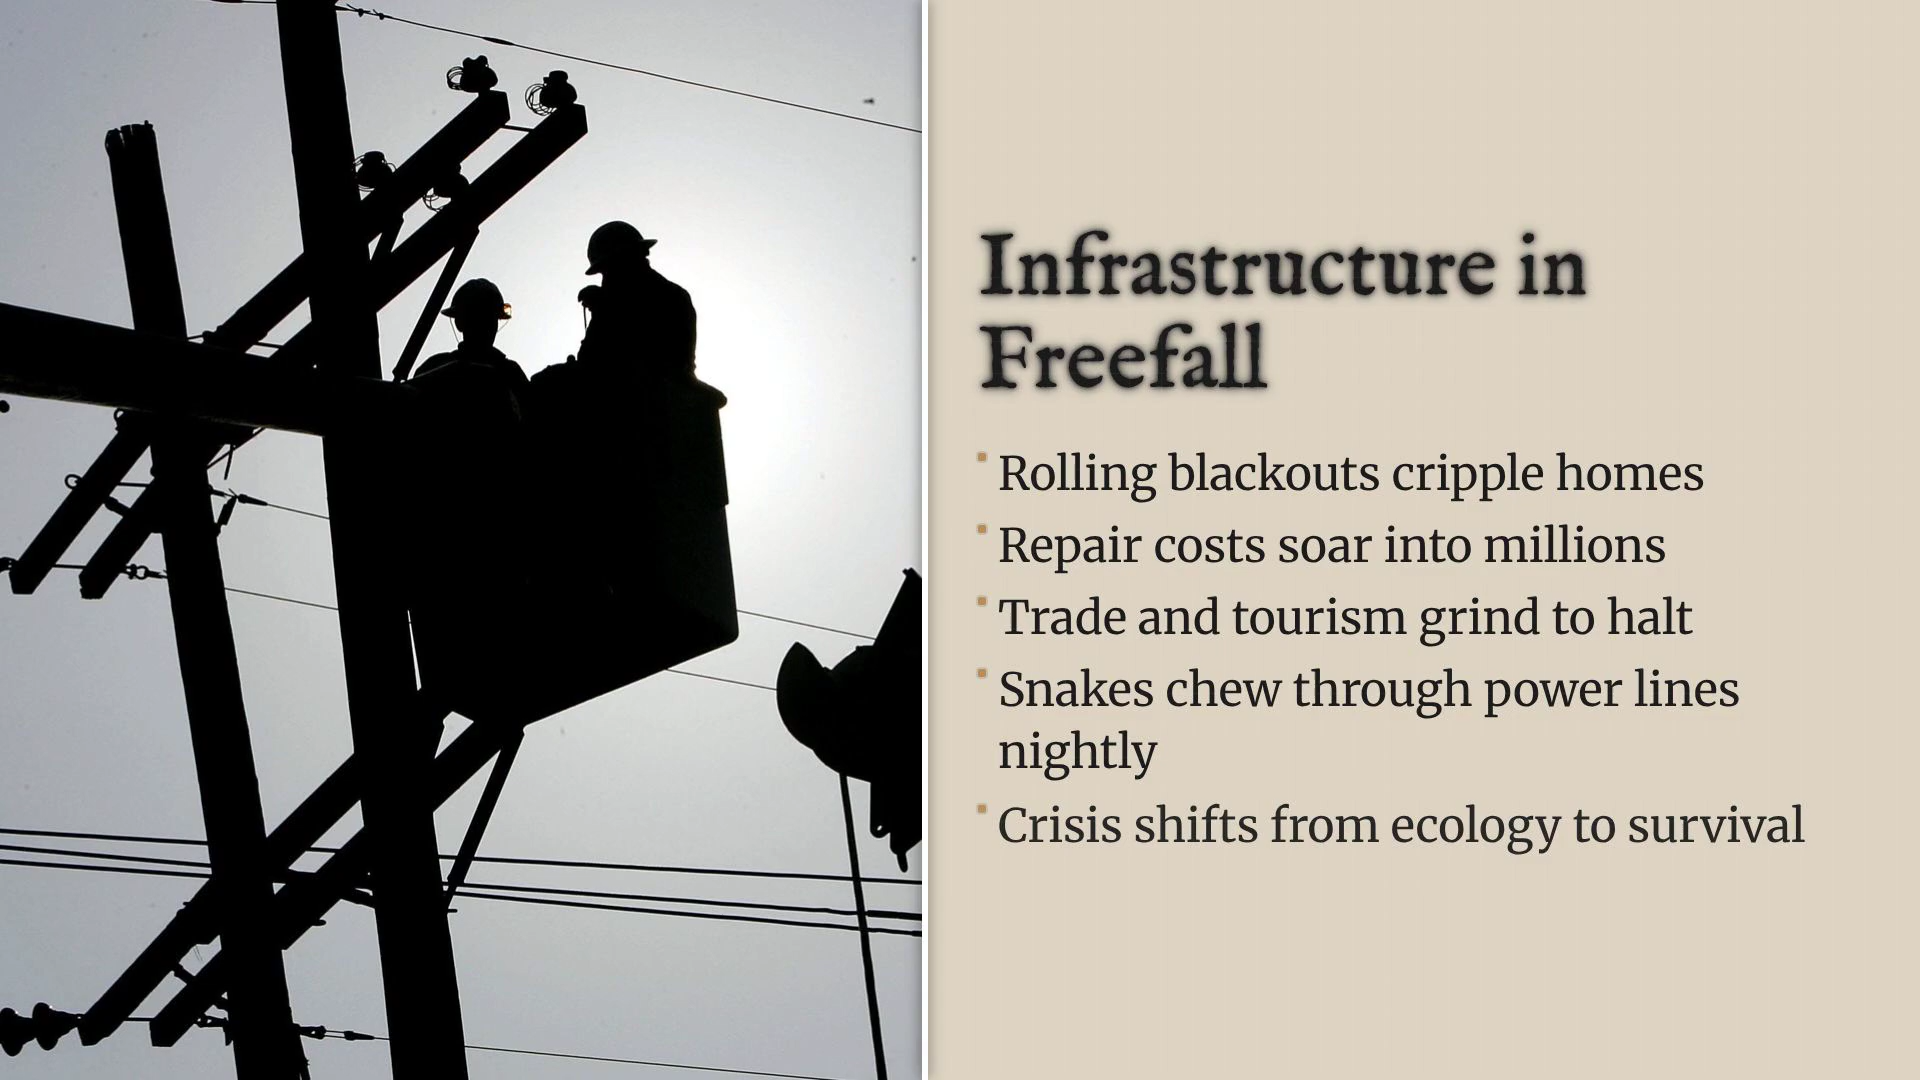 Infrastructure in
Freefall
Rolling blackouts cripple homes
Repair costs soar into millions
Trade and tourism grind to halt
Snakes chew through power lines
nightly
Crisis shifts from ecology to survival